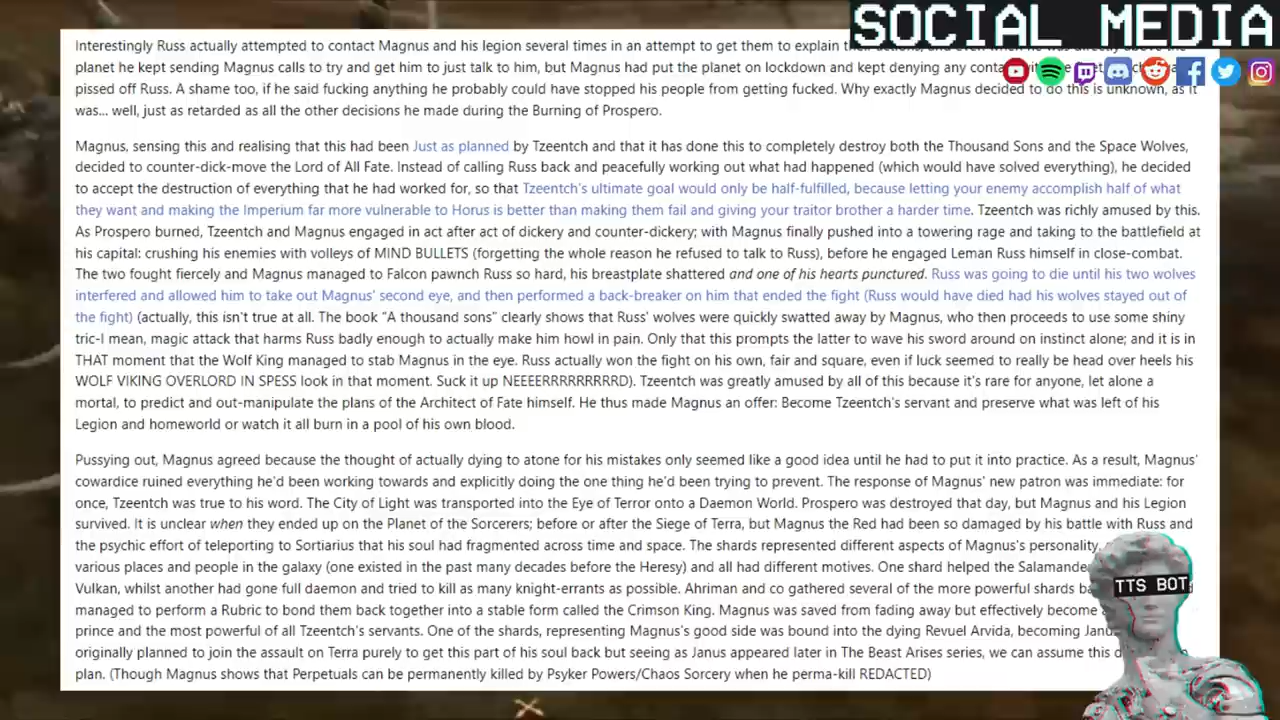 SOCIAL MEDIA
Interestingly Russ actually attempted to contact Magnus and his legion several times in an attempt to get them to explain
planet he kept sending Magnus calls to try and get him to just talk to him, but Magnus had put the planet on lockdown and kept denying any
pissed off Russ. A shame too, if he said fucking anything he probably could have stopped his people from getting fucked. Why exactly Magnus decided to do this is unknown, as it
was... well, just as retarded as all the other decisions he made during the Burning of Prospero.
Magnus, sensing this and realising that this had been Just as planned by Tzeentch and that it has done this to completely destroy both the Thousand Sons and the Space Wolves,
decided to counter-dick-move the Lord of All Fate. Instead of calling Russ back and peacefully working out what had happened (which would have solved everything), he decided
to accept the destruction of everything that he had worked for, so that Tzeentch's ultimate goal would only be half-fulfilled, because letting your enemy accomplish half of what
they want and making the Imperium far more vulnerable to Horus is better than making them fail and giving your traitor brother a harder time. Tzeentch was richly amused by this.
As Prospero burned, Tzeentch and Magnus engaged in act after act of dickery and counter-dickery; with Magnus finally pushed into a towering rage and taking to the battlefield at
his capital: crushing his enemies with volleys of MIND BULLETS (forgetting the whole reason he refused to talk to Russ), before he engaged Leman Russ himself in close-combat.
The two fought fiercely and Magnus managed to Falcon pawnch Russ so hard, his breastplate shattered and one of his hearts punctured. Russ was going to die until his two wolves
interfered and allowed him to take out Magnus' second eye, and then performed a back-breaker on him that ended the fight (Russ would have died had his wolves stayed out of
the fight) (actually, this isn't true at all. The book “A thousand sons” clearly shows that Russ' wolves were quickly swatted away by Magnus, who then proceeds to use some shiny
tric-I mean, magic attack that harms Russ badly enough to actually make him howl in pain. Only that this prompts the latter to wave his sword around on instinct alone; and it is in
THAT moment that the Wolf King managed to stab Magnus in the eye. Russ actually won the fight on his own, fair and square, even if luck seemed to really be head over heels his
WOLF VIKING OVERLORD IN SPESS look in that moment. Suck it up NEEEERRRRRRRRRD). Tzeentch was greatly amused by all of this because it's rare for anyone, let alone a
mortal, to predict and out-manipulate the plans of the Architect of Fate himself. He thus made Magnus an offer: Become Tzeentch's servant and preserve what was left of his
Legion and homeworld or watch it all burn in a pool of his own blood.
Pussying out, Magnus agreed because the thought of actually dying to atone for his mistakes only seemed like a good idea until he had to put it into practice. As a result, Magnus'
cowardice ruined everything he'd been working towards and explicitly doing the one thing he'd been trying to prevent. The response of Magnus' new patron was immediate: for
once, Tzeentch was true to his word. The City of Light was transported into the Eye of Terror onto a Daemon World. Prospero was destroyed that day, but Magnus and his Legion
survived. It is unclear when they ended up on the Planet of the Sorcerers; before or after the Siege of Terra, but Magnus the Red had been so damaged by his battle with Russ and
the psychic effort of teleporting to Sortiarius that his soul had fragmented across time and space. The shards represented different aspects of Magnus's personality,
various places and people in the galaxy (one existed in the past many decades before the Heresy) and all had different motives. One shard helped the
Vulkan, whilst another had gone full daemon and tried to kill as many knight-errants as possible. Ahriman and co gathered several of the more powerful shards
managed to perform a Rubric to bond them back together into a stable form called the Crimson King. Magnus was saved from fading away but effectively become
prince and the most powerful of all Tzeentch's servants. One of the shards, representing Magnus's good side was bound into the dying Revuel Arvida, becoming
originally planned to join the assault on Terra purely to get this part of his soul back but seeing as Janus appeared later in The Beast Arises series, we can assume this
plan. (Though Magnus shows that Perpetuals can be permanently killed by Psyker Powers/Chaos Sorcery when he perma-kill REDACTED)
TTS BOT